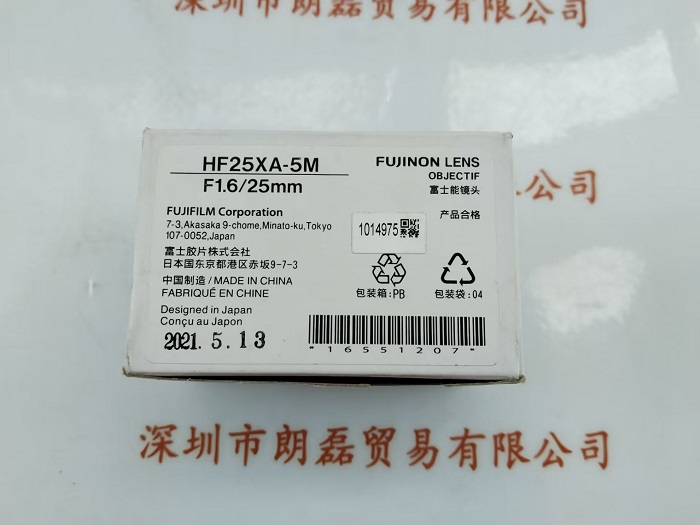 深圳市朗磊贸易有限公司
HF25XA-5M
F1.6/25mm
FUJINON LENS
OBJECTIF
富士能镜头
FUJIFILM Corporation
7-3,Akasaka 9-chome,Minato-ku,Tokyo
107-0052,Japan
富士胶片株式会社
日本国东京都港区赤坂9-7-3
中国制造 / MADE IN CHINA
FABRIQUÉ EN CHINE
Designed in Japan
Conçu au Japon
2021. 5. 13
产品合格
1014975
包装箱:PB
包装袋:04
*16551207*
深圳市朗磊贸易有限公司